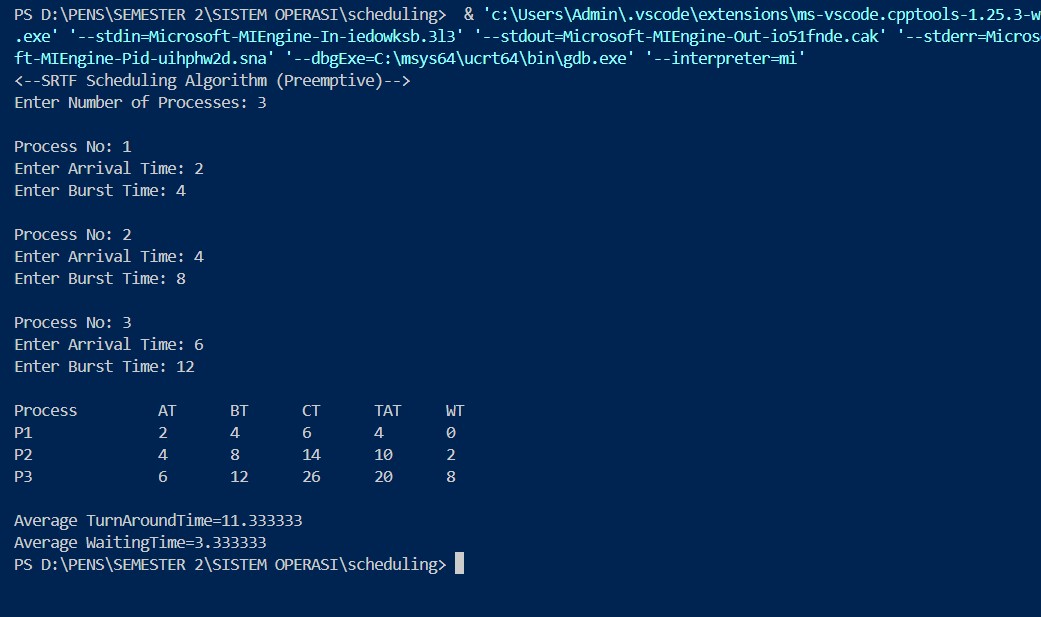 PS D:\PENS\SEMESTER 2\SISTEM OPERASI\scheduling>  & 'c:\Users\Admin\.vscode\extensions\ms-vscode.cpptools-1.25.3-w
.exe' '--stdin=Microsoft-MIEngine-In-iedowksb.3l3' '--stdout=Microsoft-MIEngine-Out-io51fnde.cak' '--stderr=Micros
ft-MIEngine-Pid-uihphw2d.sna' '--dbgExe=C:\msys64\ucrt64\bin\gdb.exe' '--interpreter=mi'
<--SRTF Scheduling Algorithm (Preemptive)-->
Enter Number of Processes: 3
Process No: 1
Enter Arrival Time: 2
Enter Burst Time: 4
Process No: 2
Enter Arrival Time: 4
Enter Burst Time: 8
Process No: 3
Enter Arrival Time: 6
Enter Burst Time: 12
Process AT BT CT TAT WT
P1 2 4 6 4 0
P2 4 8 14 10 2
P3 6 12 26 20 8
Average TurnAroundTime=11.333333
Average WaitingTime=3.333333
PS D:\PENS\SEMESTER 2\SISTEM OPERASI\scheduling>